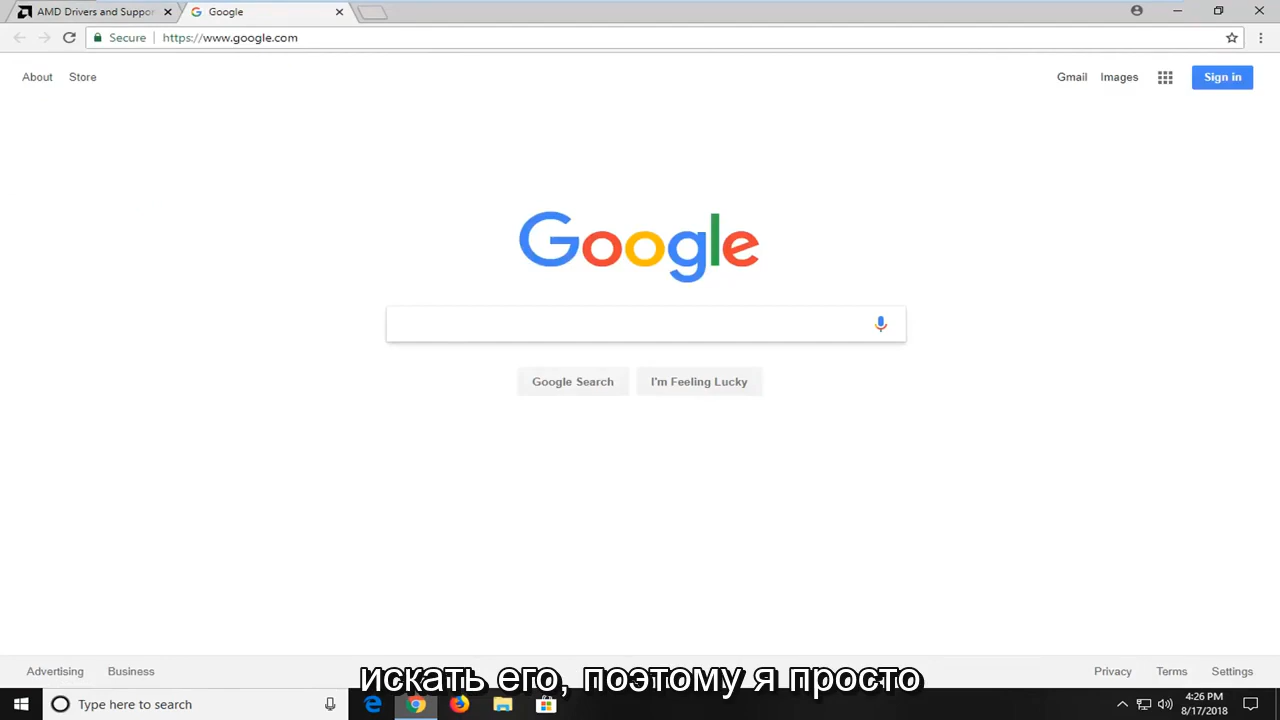 AMD Drivers and Suppor
Google
Secure
https://www.google.com
About
Store
Gmail
Images
Sign in
Google
Google Search
I'm Feeling Lucky
Advertising
Business
Privacy
Terms
Settings
искать его, поэтому я просто
Type here to search
4:26 PM
8/17/2018